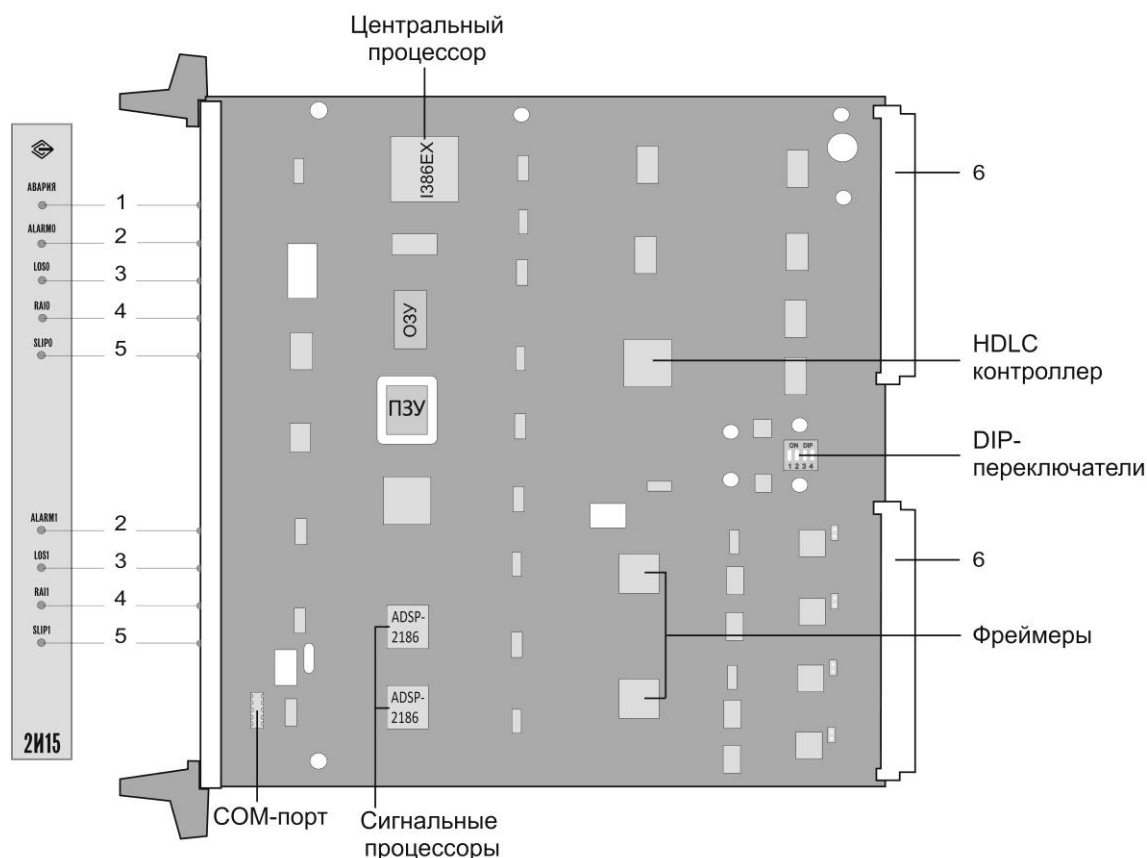 Центральный
процессор
АВАРИЯ
1
ALARM0
2
LOS0
3
RAI0
4
SLIP0
5
I386EX
ОЗУ
ПЗУ
6
HDLC
контроллер
ON DIP
1 2 3 4
DIP-
переключатели
ALARM1
2
LOS1
3
RAI1
4
SLIP1
5
6
ADSP-
2186
ADSP-
2186
Фреймеры
2И15
COM-порт
Сигнальные
процессоры